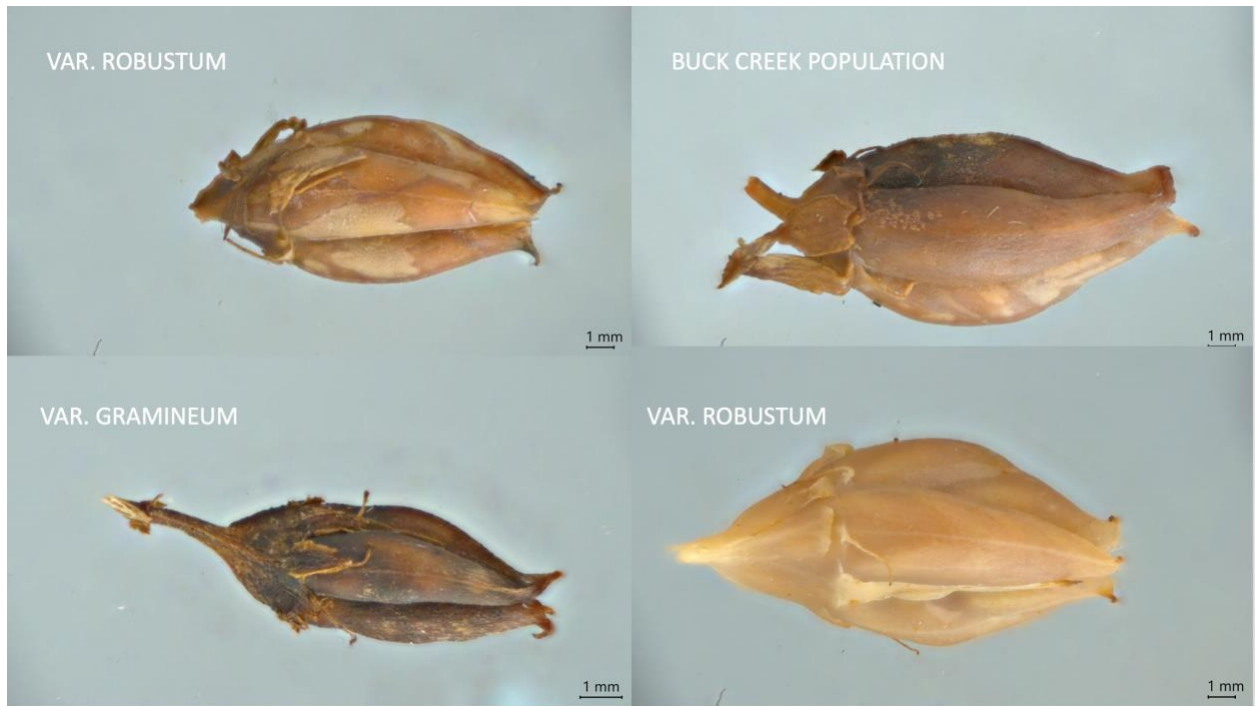 VAR. ROBUSTUM
BUCK CREEK POPULATION
1 mm
1 mm
VAR. GRAMINEUM
VAR. ROBUSTUM
1 mm
1 mm